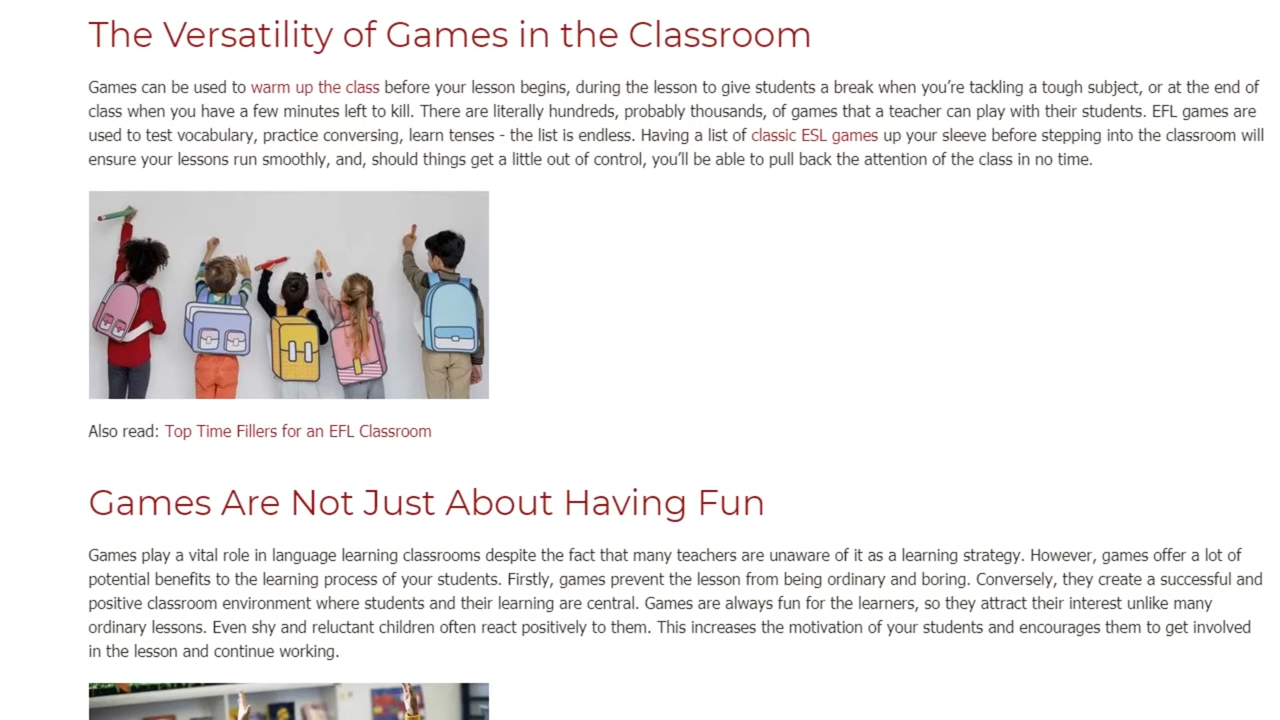 The Versatility of Games in the Classroom
Games can be used to warm up the class before your lesson begins, during the lesson to give students a break when you’re tackling a tough subject, or at the end of
class when you have a few minutes left to kill. There are literally hundreds, probably thousands, of games that a teacher can play with their students. EFL games are
used to test vocabulary, practice conversing, learn tenses - the list is endless. Having a list of classic ESL games up your sleeve before stepping into the classroom will
ensure your lessons run smoothly, and, should things get a little out of control, you’ll be able to pull back the attention of the class in no time.
Also read: Top Time Fillers for an EFL Classroom
Games Are Not Just About Having Fun
Games play a vital role in language learning classrooms despite the fact that many teachers are unaware of it as a learning strategy. However, games offer a lot of
potential benefits to the learning process of your students. Firstly, games prevent the lesson from being ordinary and boring. Conversely, they create a successful and
positive classroom environment where students and their learning are central. Games are always fun for the learners, so they attract their interest unlike many
ordinary lessons. Even shy and reluctant children often react positively to them. This increases the motivation of your students and encourages them to get involved
in the lesson and continue working.